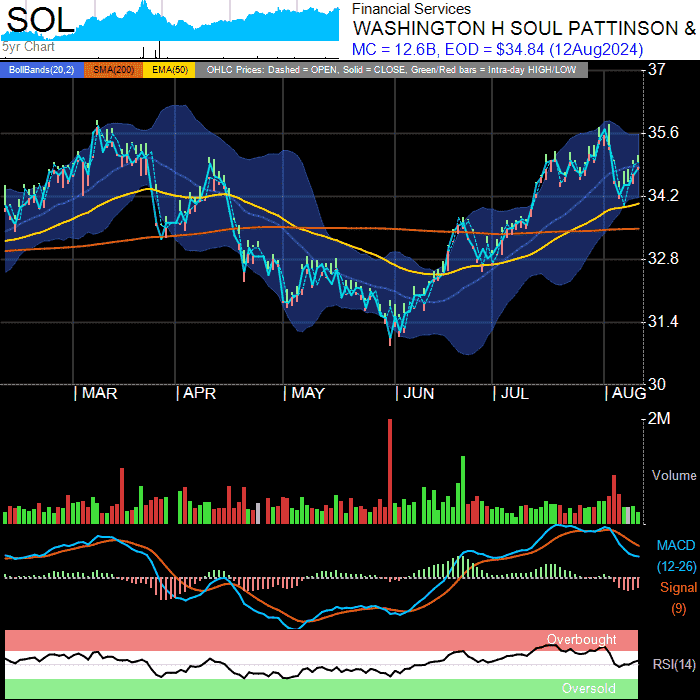 SOL
5yr Chart
Financial Services
WASHINGTON H SOUL PATTINSON &
MC = 12.6B, EOD = $34.84 (12Aug2024)
BollBands(20,2) SMA(200) EMA(50) OHLC Prices: Dashed = OPEN, Solid = CLOSE, Green/Red bars = Intra-day HIGH/LOW
37
35.6
34.2
32.8
31.4
30
| MAR | APR | MAY | JUN | JUL | AUG
2M
Volume
MACD
(12-26)
Signal
(9)
Overbought
RSI(14)
Oversold